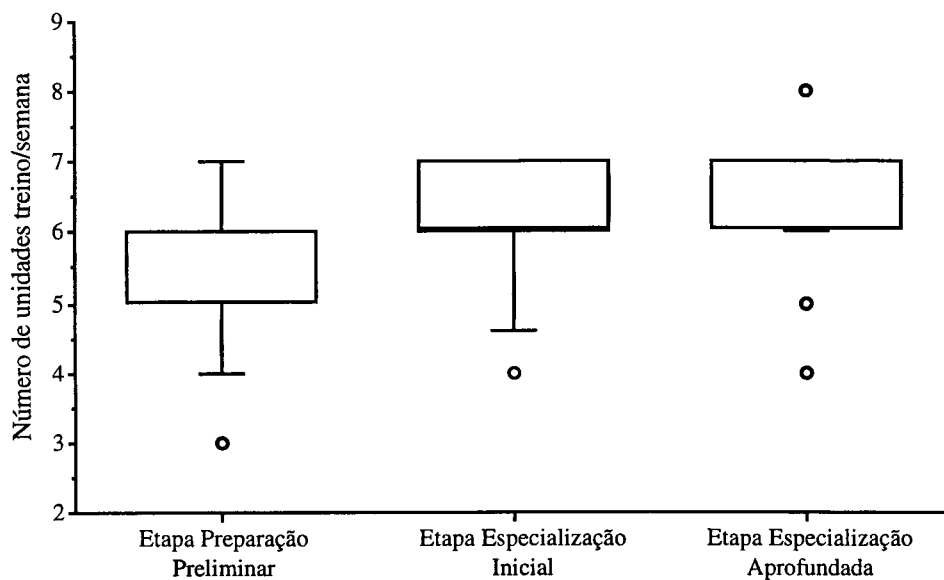 Número de unidades treino/semana
9
8
7
6
5
4
3
2
Etapa Preparação
Preliminar
Etapa Especialização
Inicial
Etapa Especialização
Aprofundada